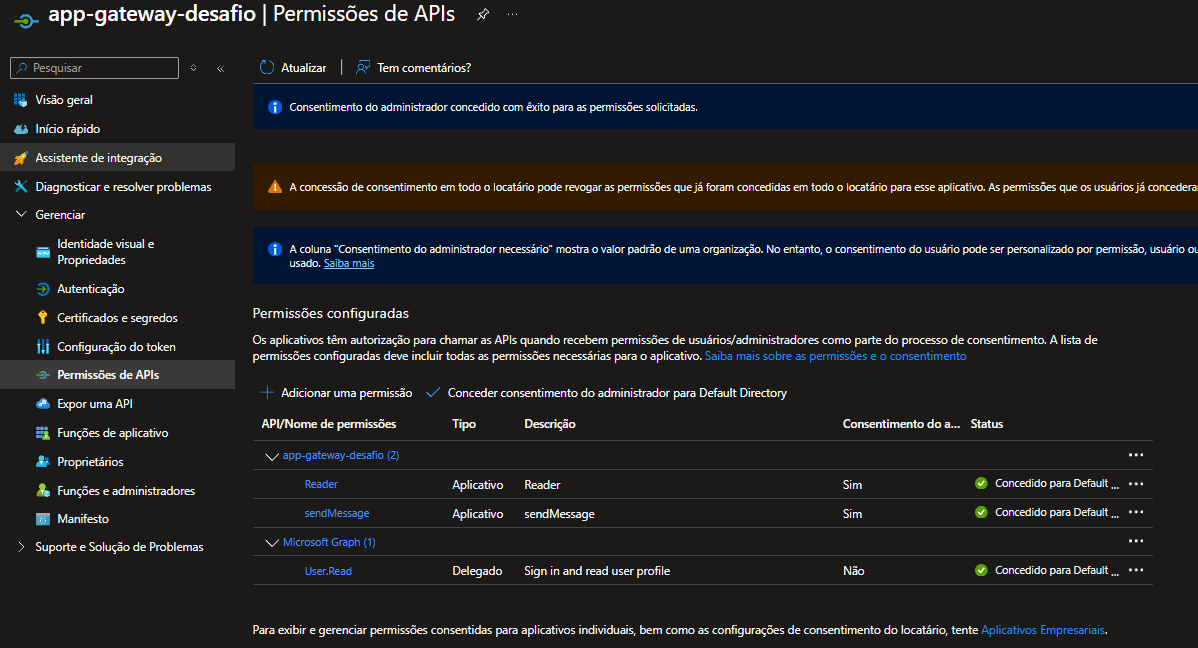 app-gateway-desafio | Permissões de APIs
Pesquisar
Atualizar
Tem comentários?
Visão geral
Início rápido
Assistente de integração
Diagnosticar e resolver problemas
Gerenciar
Identidade visual e
Propriedades
Autenticação
Certificados e segredos
Configuração do token
Permissões de APIs
Expor uma API
Funções de aplicativo
Proprietários
Funções e administradores
Manifesto
Suporte e Solução de Problemas
Consentimento do administrador concedido com êxito para as permissões solicitadas.
A concessão de consentimento em todo o locatário pode revogar as permissões que já foram concedidas em todo o locatário para esse aplicativo. As permissões que os usuários já concedera
A coluna "Consentimento do administrador necessário" mostra o valor padrão de uma organização. No entanto, o consentimento do usuário pode ser personalizado por permissão, usuário ou
usado. Saiba mais
Permissões configuradas
Os aplicativos têm autorização para chamar as APIs quando recebem permissões de usuários/administradores como parte do processo de consentimento. A lista de
permissões configuradas deve incluir todas as permissões necessárias para o aplicativo. Saiba mais sobre as permissões e o consentimento
Adicionar uma permissão Conceder consentimento do administrador para Default Directory
API/Nome de permissões Tipo Descrição Consentimento do a... Status
app-gateway-desafio (2)
Reader Aplicativo Reader Sim Concedido para Default ...
sendMessage Aplicativo sendMessage Sim Concedido para Default ...
Microsoft Graph (1)
User.Read Delegado Sign in and read user profile Não Concedido para Default ...
Para exibir e gerenciar permissões consentidas para aplicativos individuais, bem como as configurações de consentimento do locatário, tente Aplicativos Empresariais.